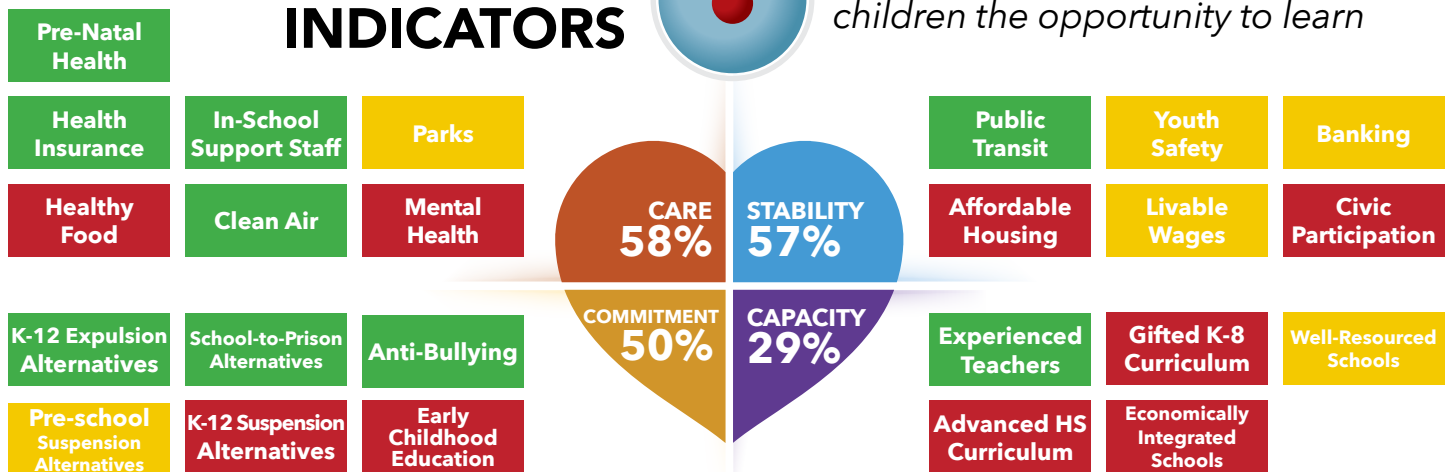 INDICATORS
children the opportunity to learn
Pre-Natal
Health
Health
Insurance
In-School
Support Staff
Parks
Healthy
Food
Clean Air
Mental
Health
CARE
58%
STABILITY
57%
Public
Transit
Youth
Safety
Banking
Affordable
Housing
Livable
Wages
Civic
Participation
K-12 Expulsion
Alternatives
School-to-Prison
Alternatives
Anti-Bullying
Pre-school
Suspension
Alternatives
K-12 Suspension
Alternatives
Early
Childhood
Education
COMMITMENT
50%
CAPACITY
29%
Experienced
Teachers
Gifted K-8
Curriculum
Well-Resourced
Schools
Advanced HS
Curriculum
Economically
Integrated
Schools